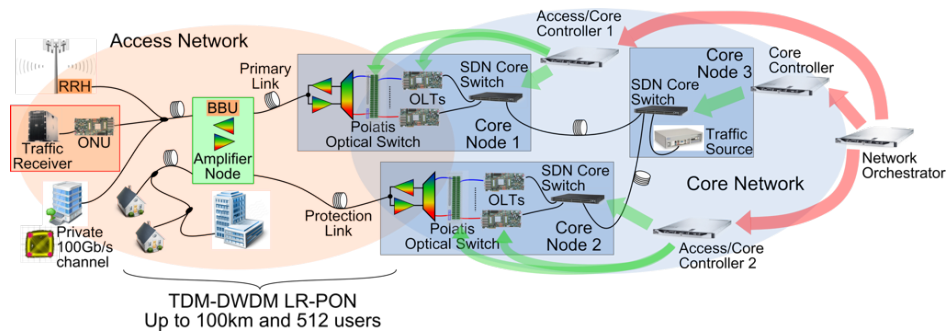 Access Network
RRH
Traffic
Receiver
ONU
Private
100Gb/s
channel
BBU
Amplifier
Node
Primary
Link
Protection
Link
TDM-DWDM LR-PON
Up to 100km and 512 users
Polatis
Optical Switch
OLTs
SDN Core
Switch
Core
Node 1
Polatis
Optical Switch
OLTs
SDN Core
Switch
Core
Node 2
Access/Core
Controller 1
Core
Node 3
SDN Core
Switch
Traffic
Source
Core
Controller
Network
Orchestrator
Core Network
Access/Core
Controller 2